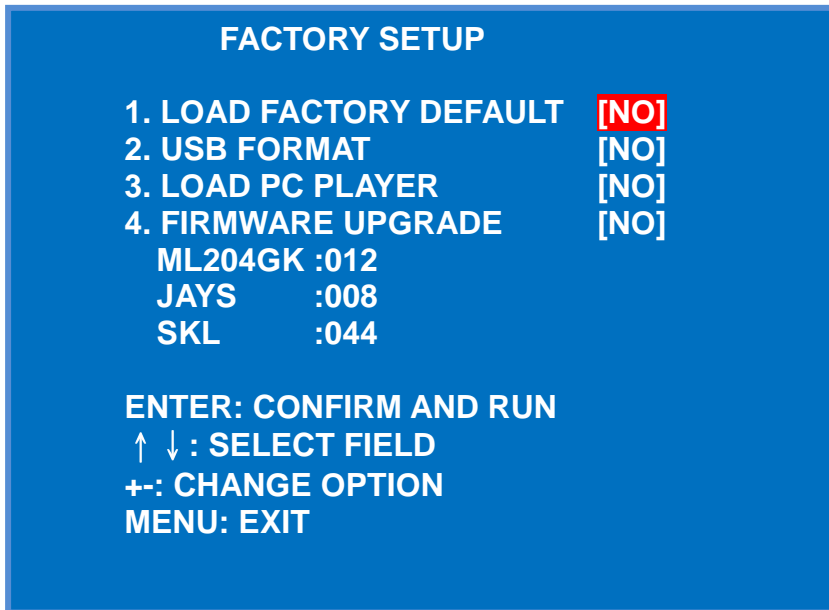 FACTORY SETUP
1. LOAD FACTORY DEFAULT [NO]
2. USB FORMAT [NO]
3. LOAD PC PLAYER [NO]
4. FIRMWARE UPGRADE [NO]
ML204GK :012
JAYS :008
SKL :044
ENTER: CONFIRM AND RUN
↑↓: SELECT FIELD
+-: CHANGE OPTION
MENU: EXIT